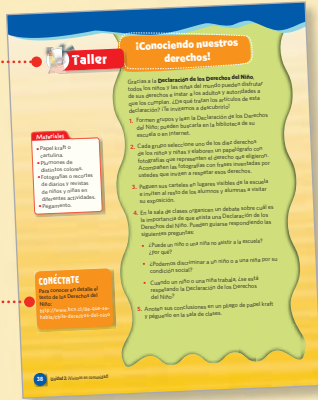 Taller
¡Conociendo nuestros
derechos!
Gracias a la Declaración de los Derechos del Niño,
todos los niños y las niñas del mundo pueden disfrutar
de sus derechos e instar a los adultos y autoridades a
que los cumplan. ¿De qué tratan los artículos de esta
declaración? ¡Te invitamos a descubrirlo!
1. Formen grupos y lean la Declaración de los Derechos
del Niño; pueden buscarla en la biblioteca de su
escuela o en internet.
2. Cada grupo seleccione uno de los diez derechos
de los niños y niñas y elaboren un papelógrafo con
fotografías que representen al derecho que eligieron.
Acompañen las fotografías con frases inventadas por
ustedes que inviten a respetar esos derechos.
3. Peguen sus carteles en lugares visibles de la escuela
e inviten al resto de los alumnos y alumnas a visitar
su exposición.
4. En la sala de clases organicen un debate sobre cuál es
la importancia de que exista una Declaración de los
Derechos del Niño. Pueden guiarse respondiendo las
siguientes preguntas:
• ¿Puede un niño o una niña no asistir a la escuela?
¿Por qué?
• ¿Podemos discriminar a un niño o a una niña por su
condición social?
• Cuando un niño o una niña trabaja, ¿se está
respetando la Declaración de los Derechos
del Niño?
5. Anoten sus conclusiones en un pliego de papel kraft
y péguenlo en la sala de clases.
Materiales
• Papel kraft o
cartulina.
• Plumones de
distintos colores.
• Fotografías o recortes
de diarios y revistas
de niños y niñas en
diferentes actividades.
• Pegamento.
CONÉCTATE
Para conocer en detalle el
texto de los Derechos del
Niño:
38
Unidad 2: